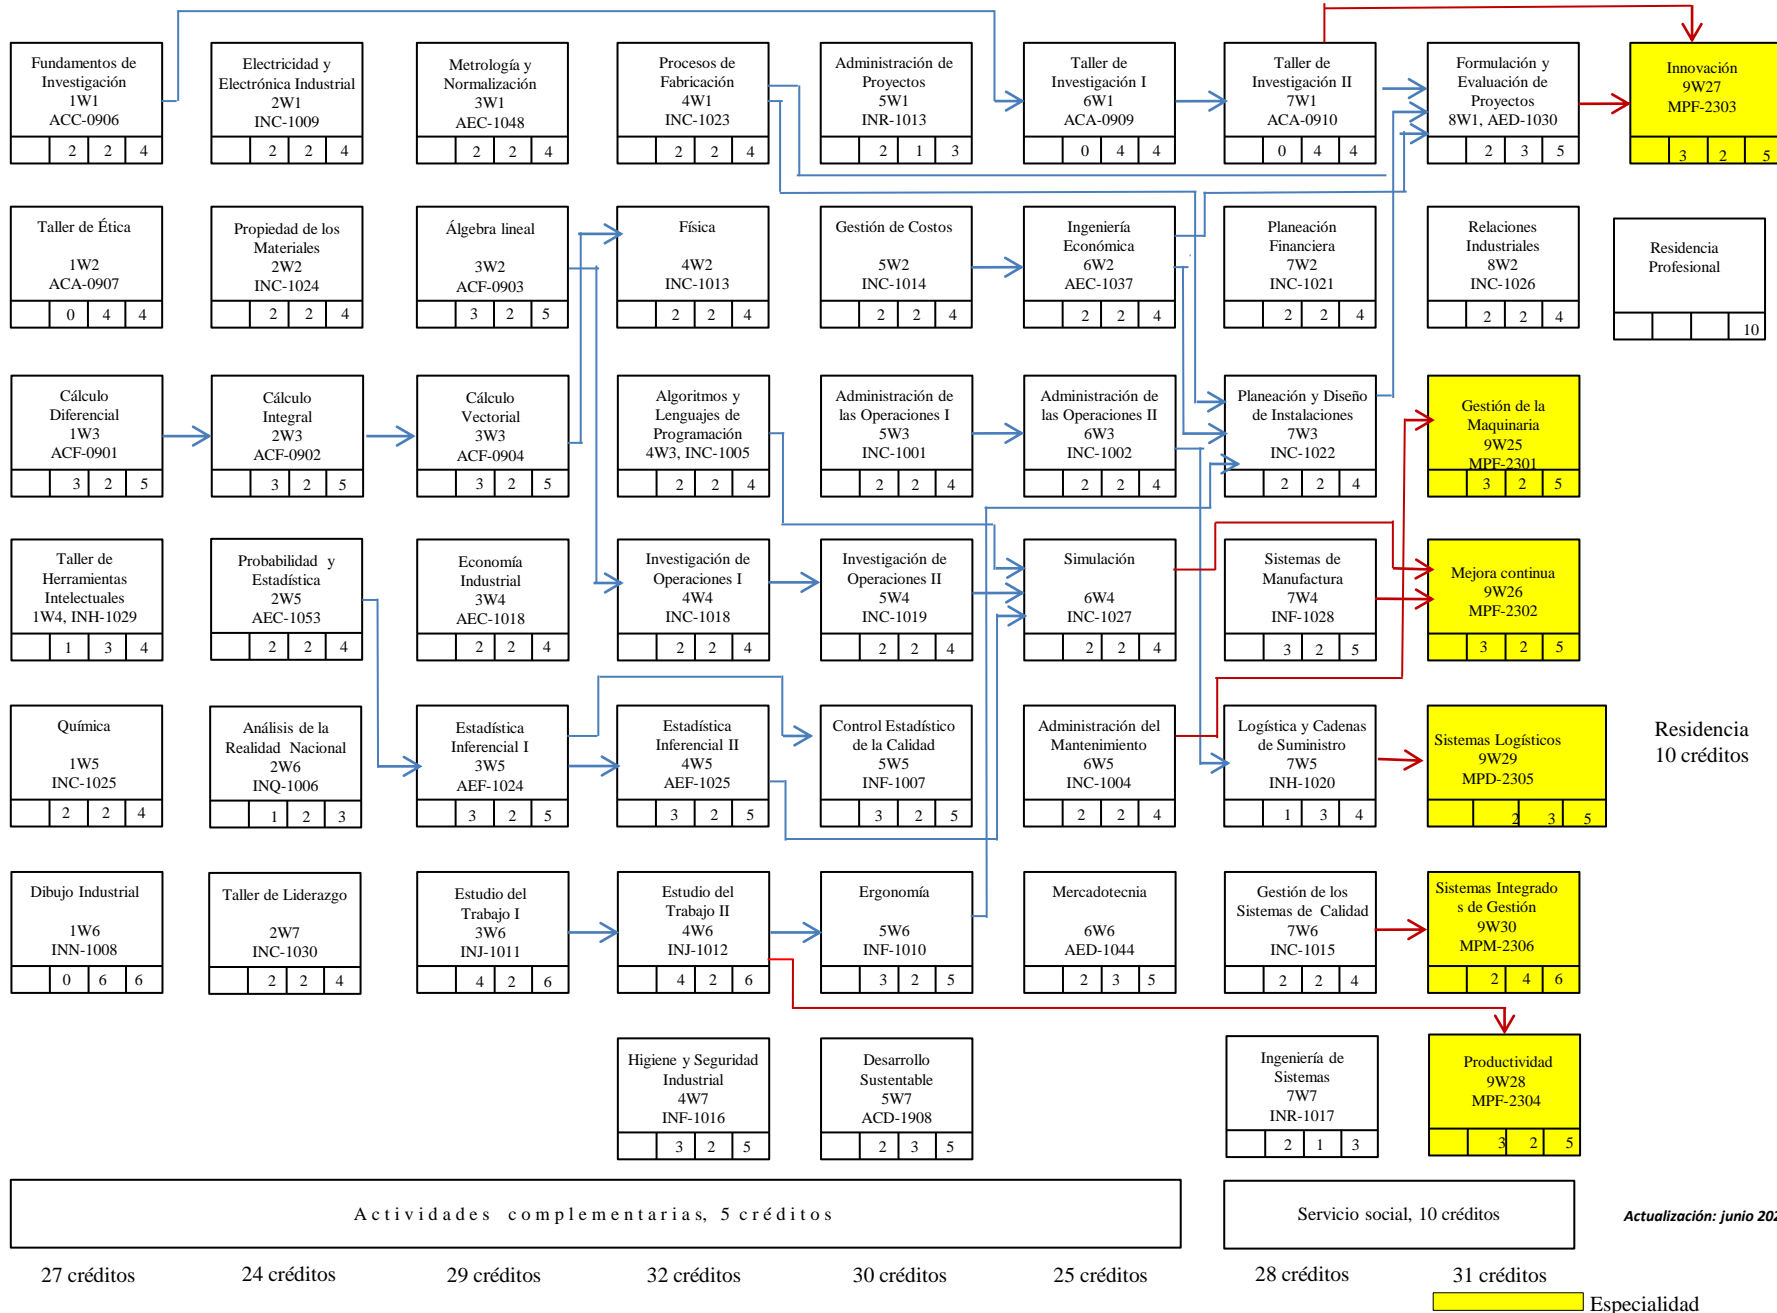 Fundamentos de
Investigación
1W1
ACC-0906
2 2 4
Electricidad y
Electrónica Industrial
2W1
INC-1009
2 2 4
Metrología y
Normalización
3W1
AEC-1048
2 2 4
Procesos de
Fabricación
4W1
INC-1023
2 2 4
Administración de
Proyectos
5W1
INR-1013
2 1 3
Taller de
Investigación I
6W1
ACA-0909
0 4 4
Taller de
Investigación II
7W1
ACA-0910
0 4 4
Formulación y
Evaluación de
Proyectos
8W1, AED-1030
2 3 5
Innovación
9W27
MPF-2303
3 2 5
Taller de Ética
1W2
ACA-0907
0 4 4
Propiedad de los
Materiales
2W2
INC-1024
2 2 4
Álgebra lineal
3W2
ACF-0903
3 2 5
Física
4W2
INC-1013
2 2 4
Gestión de Costos
5W2
INC-1014
2 2 4
Ingeniería
Económica
6W2
AEC-1037
2 2 4
Planeación
Financiera
7W2
INC-1021
2 2 4
Relaciones
Industriales
8W2
INC-1026
2 2 4
Residencia
Profesional
10
Cálculo
Diferencial
1W3
ACF-0901
3 2 5
Cálculo
Integral
2W3
ACF-0902
3 2 5
Cálculo
Vectorial
3W3
ACF-0904
3 2 5
Algoritmos y
Lenguajes de
Programación
4W3, INC-1005
2 2 4
Administración de
las Operaciones I
5W3
INC-1001
2 2 4
Administración de
las Operaciones II
6W3
INC-1002
2 2 4
Planeación y Diseño
de Instalaciones
7W3
INC-1022
2 2 4
Gestión de la
Maquinaria
9W25
MPF-2301
3 2 5
Taller de
Herramientas
Intelectuales
1W4, INH-1029
1 3 4
Probabilidad y
Estadística
2W5
AEC-1053
2 2 4
Economía
Industrial
3W4
AEC-1018
2 2 4
Investigación de
Operaciones I
4W4
INC-1018
2 2 4
Investigación de
Operaciones II
5W4
INC-1019
2 2 4
Simulación
6W4
INC-1027
2 2 4
Sistemas de
Manufactura
7W4
INF-1028
3 2 5
Mejora continua
9W26
MPF-2302
3 2 5
Química
1W5
INC-1025
2 2 4
Análisis de la
Realidad Nacional
2W6
INQ-1006
1 2 3
Estadística
Inferencial I
3W5
AEF-1024
3 2 5
Estadística
Inferencial II
4W5
AEF-1025
3 2 5
Control Estadístico
de la Calidad
5W5
INF-1007
3 2 5
Administración del
Mantenimiento
6W5
INC-1004
2 2 4
Logística y Cadenas
de Suministro
7W5
INH-1020
1 3 4
Sistemas Logísticos
9W29
MPD-2305
2 3 5
Residencia
10 créditos
Dibujo Industrial
1W6
INN-1008
0 6 6
Taller de Liderazgo
2W7
INC-1030
2 2 4
Estudio del
Trabajo I
3W6
INJ-1011
4 2 6
Estudio del
Trabajo II
4W6
INJ-1012
4 2 6
Ergonomía
5W6
INF-1010
3 2 5
Mercadotecnia
6W6
AED-1044
2 3 5
Gestión de los
Sistemas de Calidad
7W6
INC-1015
2 2 4
Sistemas Integrado
s de Gestión
9W30
MPM-2306
2 4 6
Higiene y Seguridad
Industrial
4W7
INF-1016
3 2 5
Desarrollo
Sustentable
5W7
ACD-1908
2 3 5
Ingeniería de
Sistemas
7W7
INR-1017
2 1 3
Productividad
9W28
MPF-2304
3 2 5
Actividades complementarias, 5 créditos
Servicio social, 10 créditos
Actualización: junio 202
27 créditos
24 créditos
29 créditos
32 créditos
30 créditos
25 créditos
28 créditos
31 créditos
Especialidad